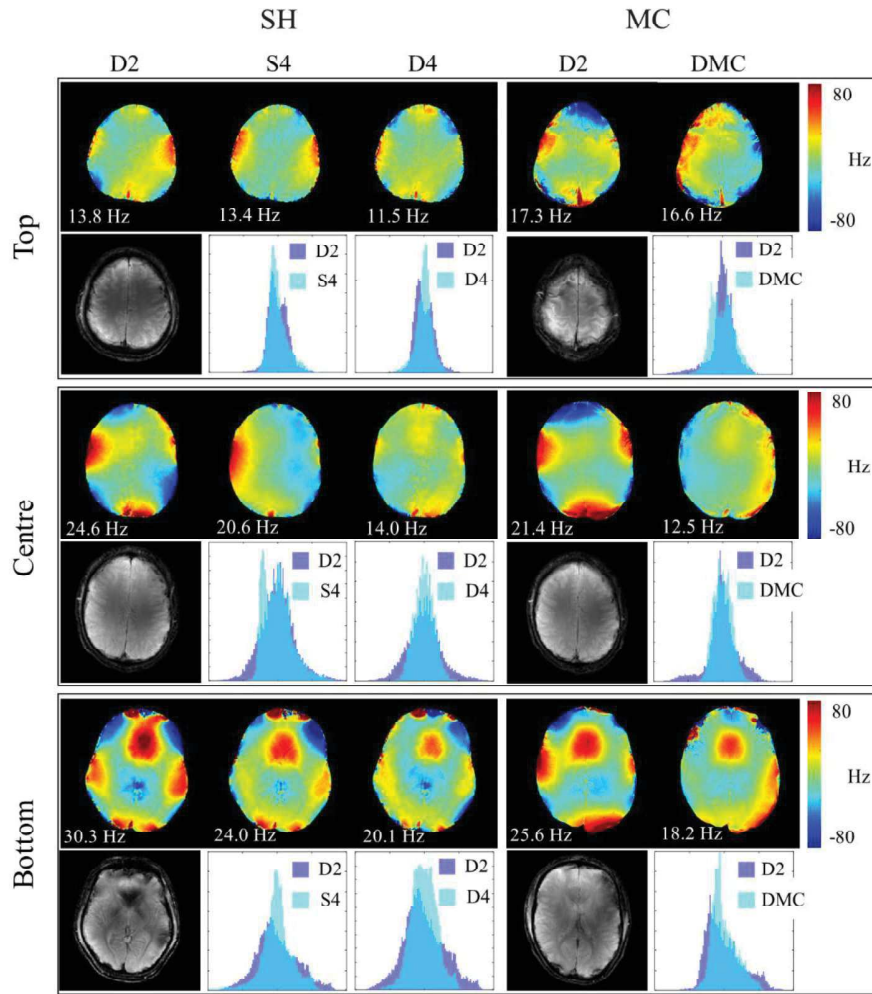 SH MC
D2 S4 D4 D2 DMC
Top
13.8 Hz 13.4 Hz 11.5 Hz 17.3 Hz 16.6 Hz
80
Hz
-80
D2 D2 D2
S4 D4 DMC
Centre
24.6 Hz 20.6 Hz 14.0 Hz 21.4 Hz 12.5 Hz
80
Hz
-80
D2 D2 D2
S4 D4 DMC
Bottom
30.3 Hz 24.0 Hz 20.1 Hz 25.6 Hz 18.2 Hz
80
Hz
-80
D2 D2 D2
S4 D4 DMC